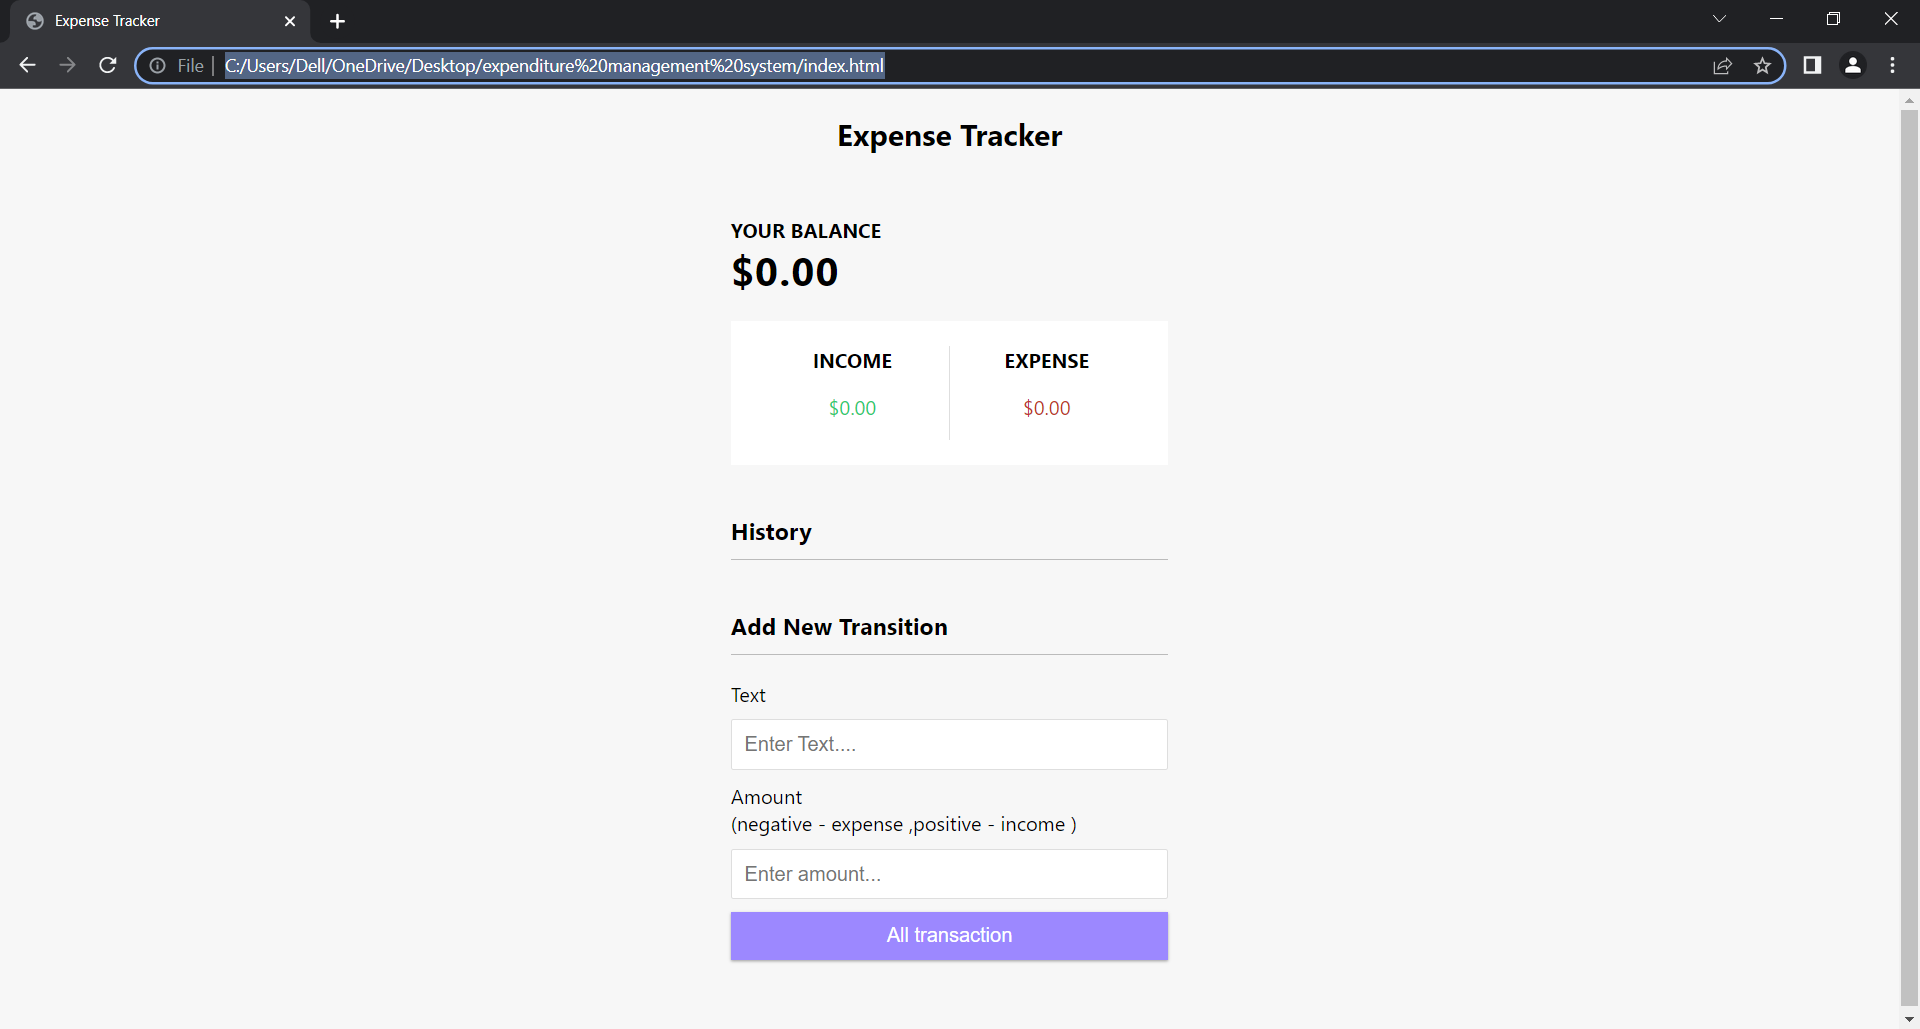 Expense Tracker
File C:/Users/Dell/OneDrive/Desktop/expenditure%20management%20system/index.html
Expense Tracker
YOUR BALANCE
$0.00
INCOME EXPENSE
$0.00 $0.00
History
Add New Transition
Text
Enter Text....
Amount
(negative - expense ,positive - income )
Enter amount...
All transaction